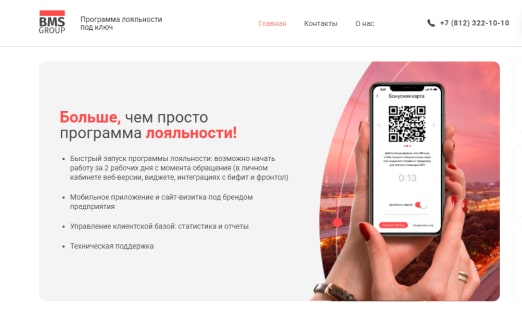 BMS
GROUP
Программа лояльности
под ключ
Главная
Контакты
О нас
+7 (812) 322-10-10
Больше, чем просто
программа лояльности!
• Быстрый запуск программы лояльности: возможно начать
работу за 2 рабочих дня с момента обращения (в личном
кабинете веб-версии, виджете, интеграциях с бифит и фронтол)
• Мобильное приложение и сайт-визитка под брендом
предприятия
• Управление клиентской базой: статистика и отчеты
• Техническая поддержка
Бонусная карта
0:13